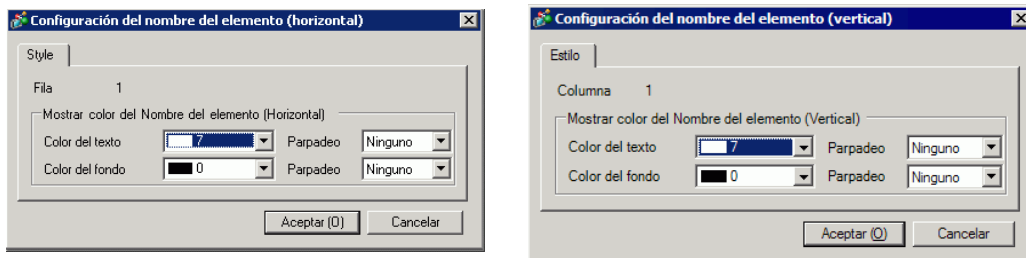 Configuración del nombre del elemento (horizontal)
Style
Fila 1
Mostrar color del Nombre del elemento (Horizontal)
Color del texto 7 Parpadeo Ninguno
Color del fondo 0 Parpadeo Ninguno
Aceptar (O) Cancelar
Configuración del nombre del elemento (vertical)
Estilo
Columna 1
Mostrar color del Nombre del elemento (Vertical)
Color del texto 7 Parpadeo Ninguno
Color del fondo 0 Parpadeo Ninguno
Aceptar (O) Cancelar